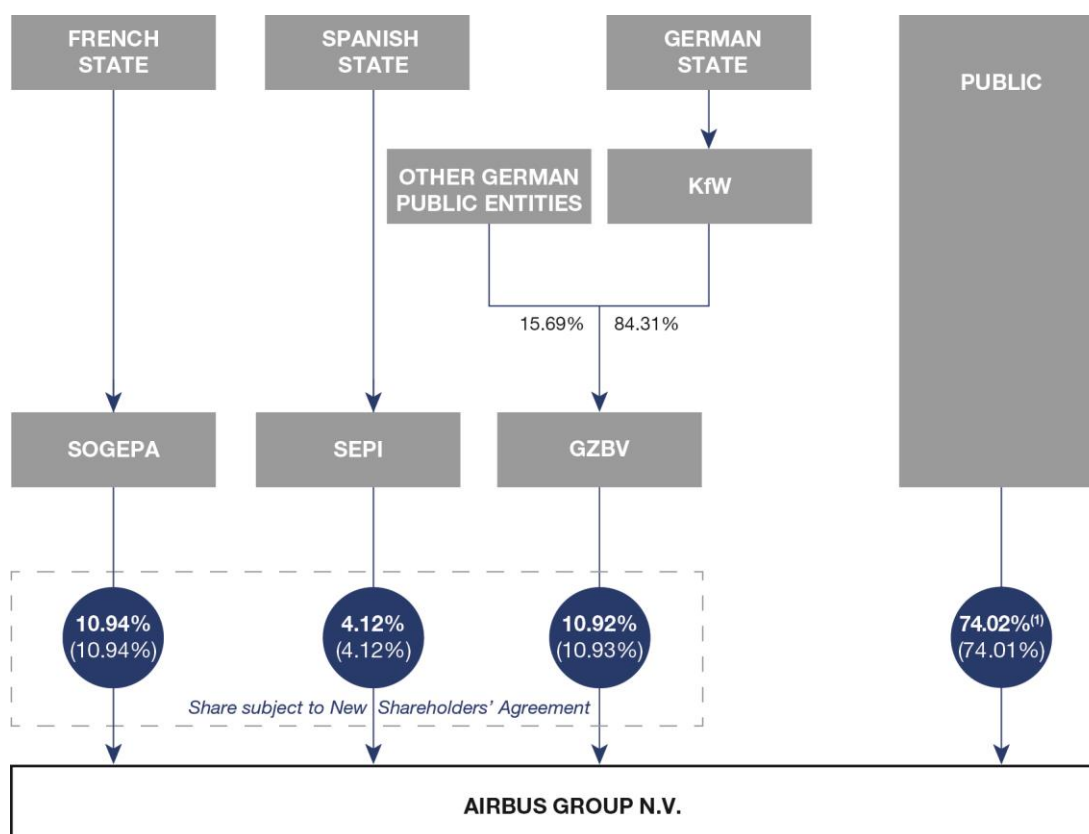 FRENCH
STATE
SPANISH
STATE
GERMAN
STATE
PUBLIC
OTHER GERMAN
PUBLIC ENTITIES
KfW
15.69%
84.31%
SOGEPA
SEPI
GZBV
10.94%
(10.94%)
4.12%
(4.12%)
10.92%
(10.93%)
74.02%(1)
(74.01%)
Share subject to New Shareholders' Agreement
AIRBUS GROUP N.V.